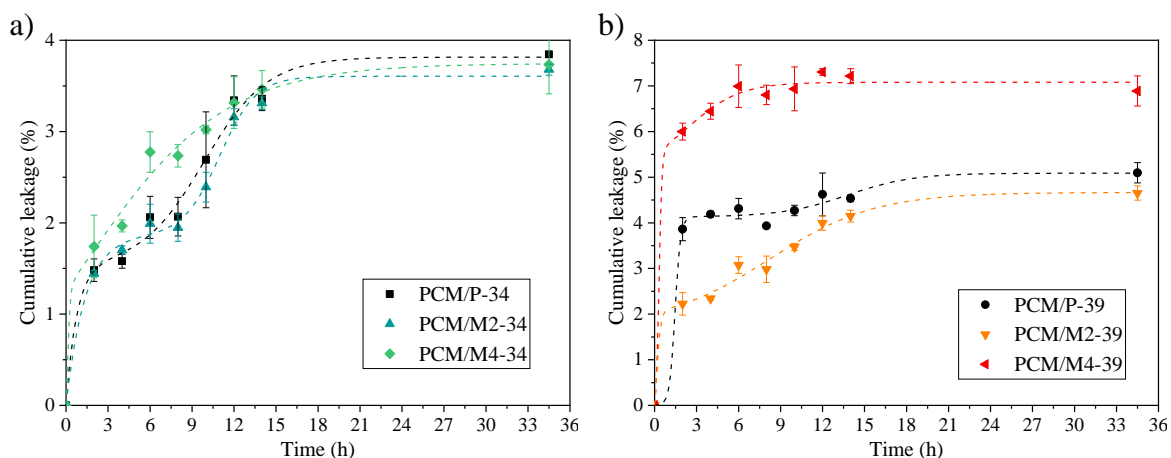 a)
4
3
2
1
0
Cumulative leakage (%)
0 3 6 9 12 15 18 21 24 27 30 33 36
Time (h)
PCM/P-34
PCM/M2-34
PCM/M4-34
b)
8
7
6
5
4
3
2
1
0
Cumulative leakage (%)
0 3 6 9 12 15 18 21 24 27 30 33 36
Time (h)
PCM/P-39
PCM/M2-39
PCM/M4-39